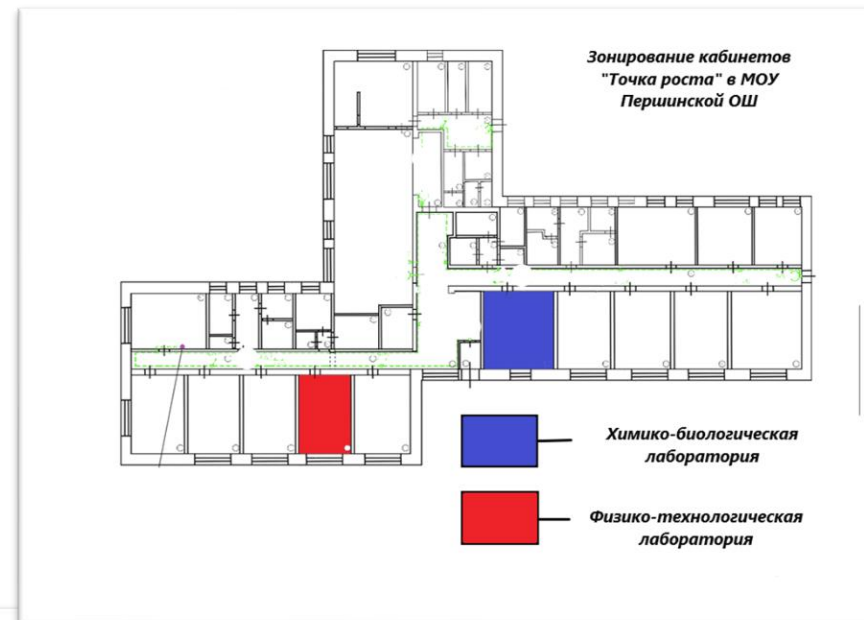 Зонирование кабинетов
"Точка роста" в МОУ
Першинской ОШ
Химико-биологическая
лаборатория
Физико-технологическая
лаборатория